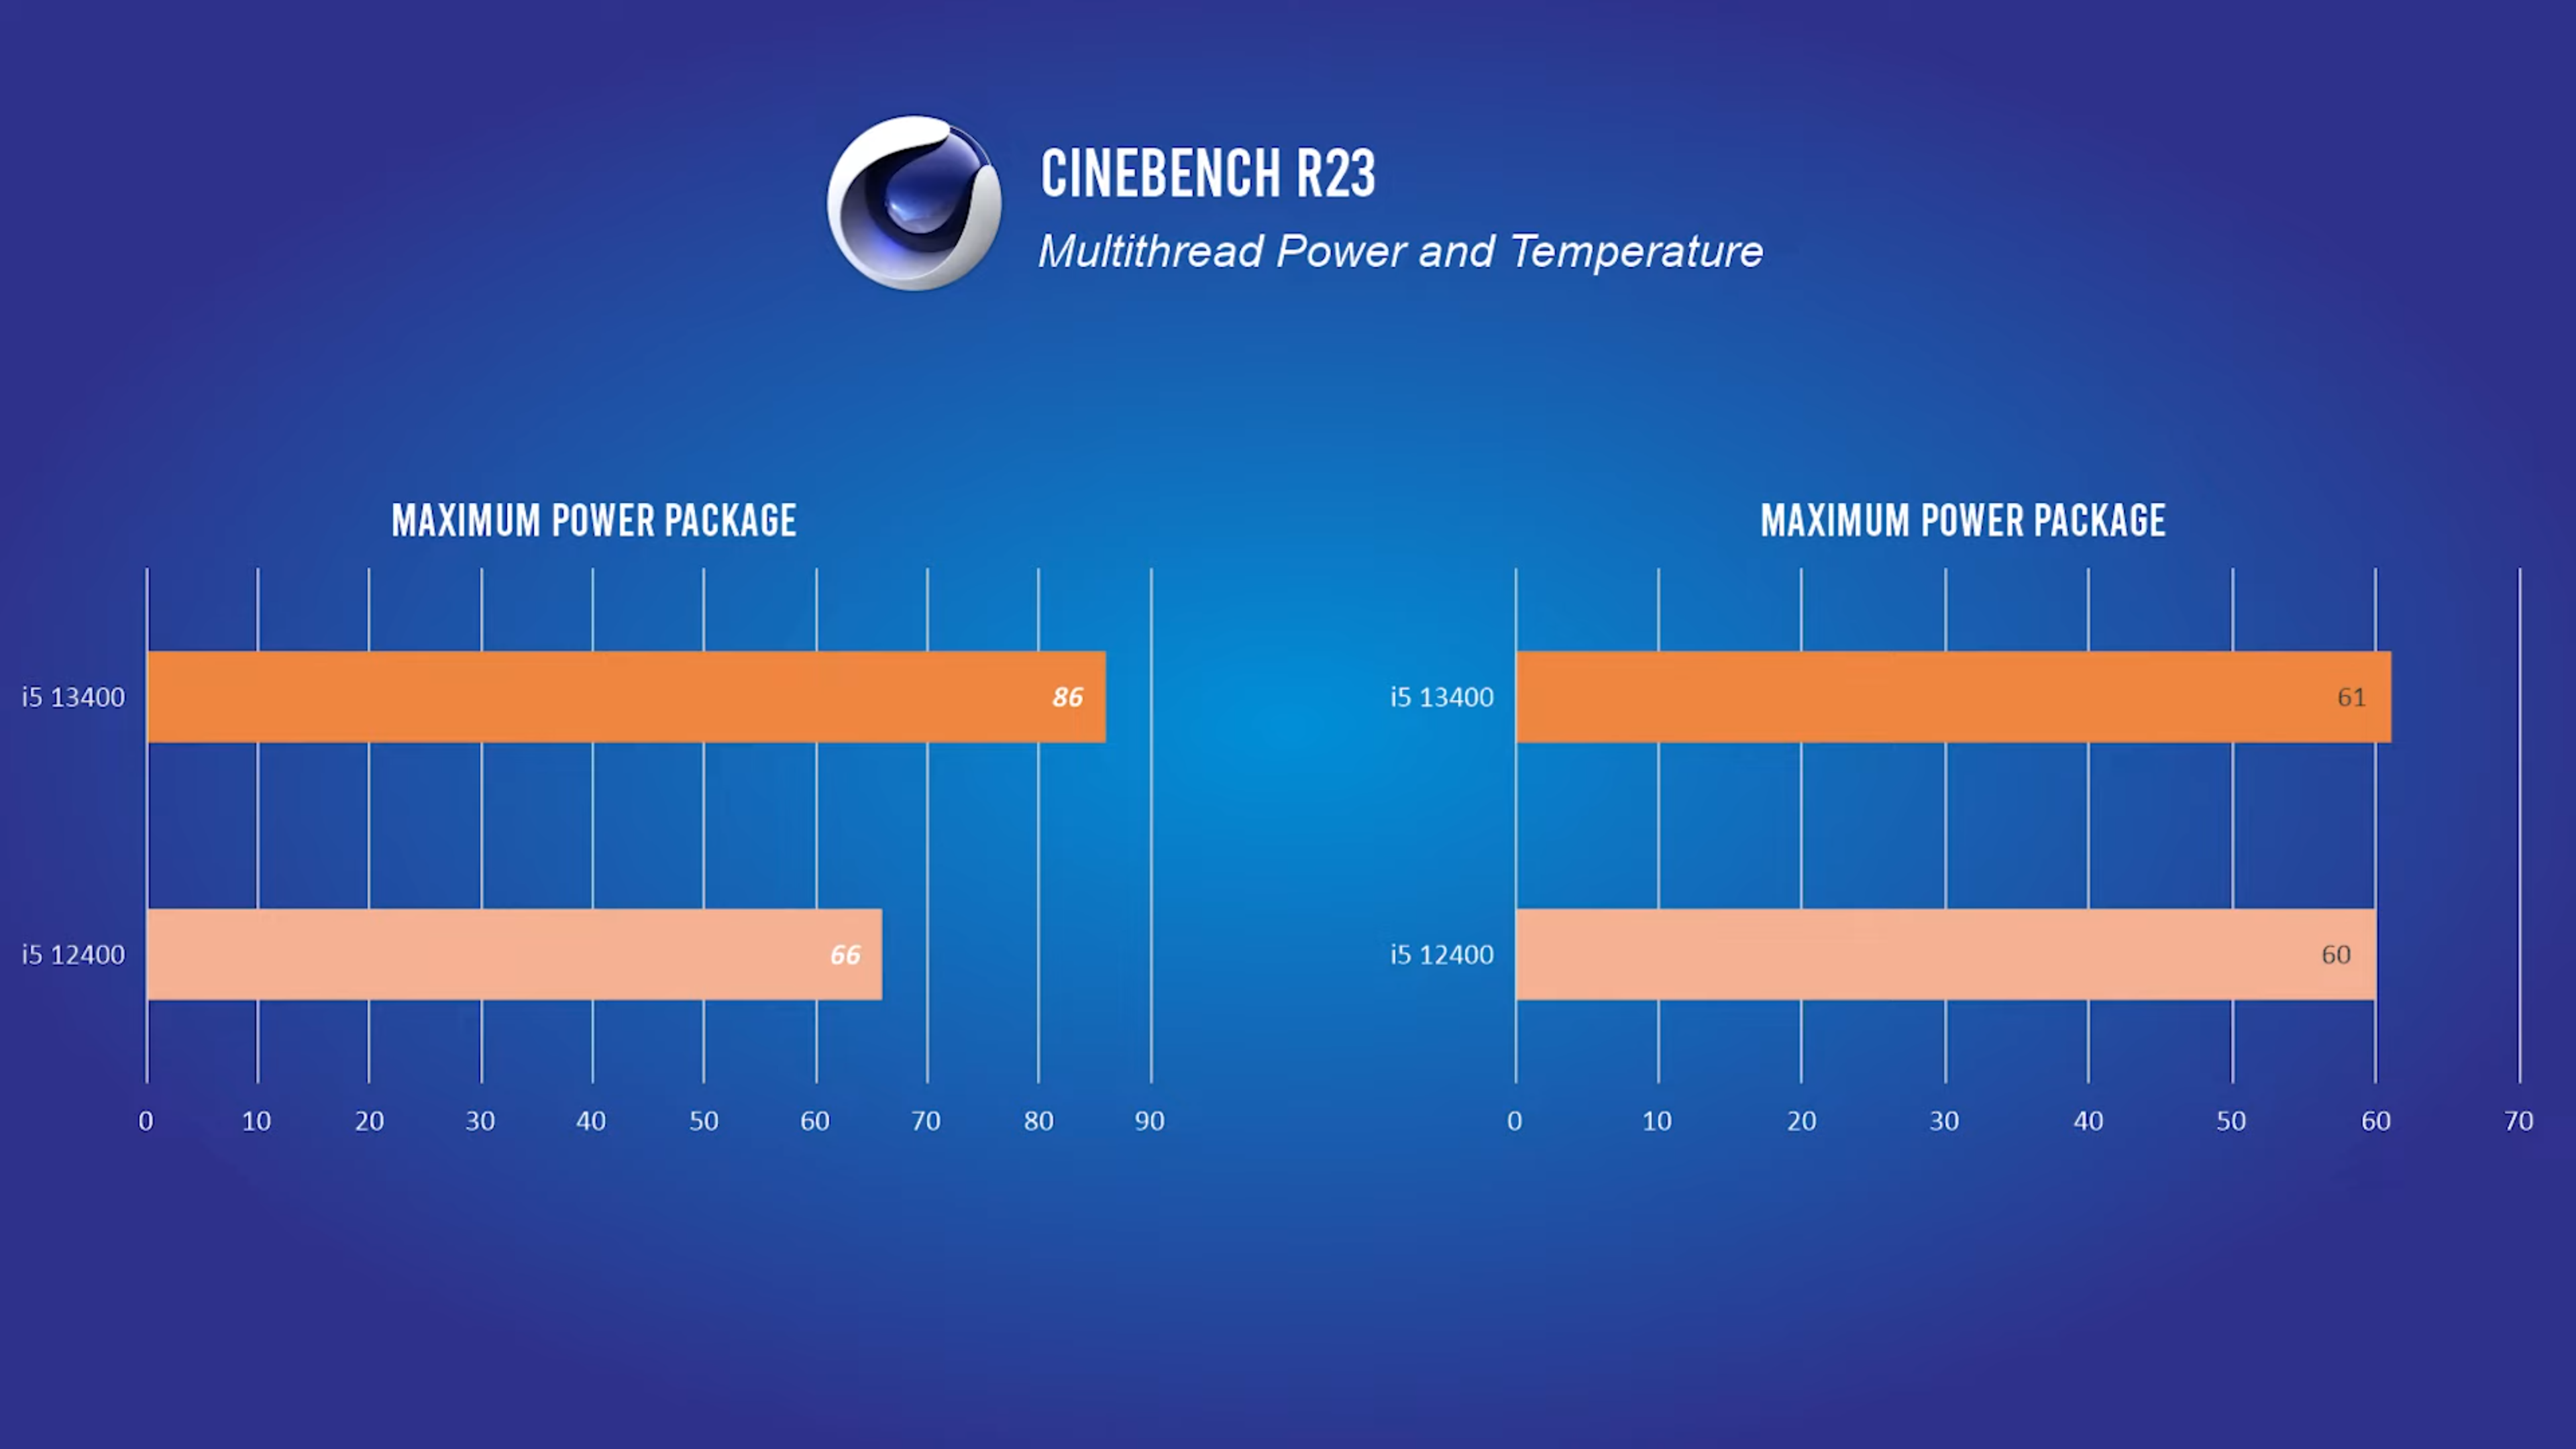 CINEBENCH R23
Multithread Power and Temperature
MAXIMUM POWER PACKAGE
i5 13400
86
i5 12400
66
0 10 20 30 40 50 60 70 80 90
MAXIMUM POWER PACKAGE
i5 13400
61
i5 12400
60
0 10 20 30 40 50 60 70